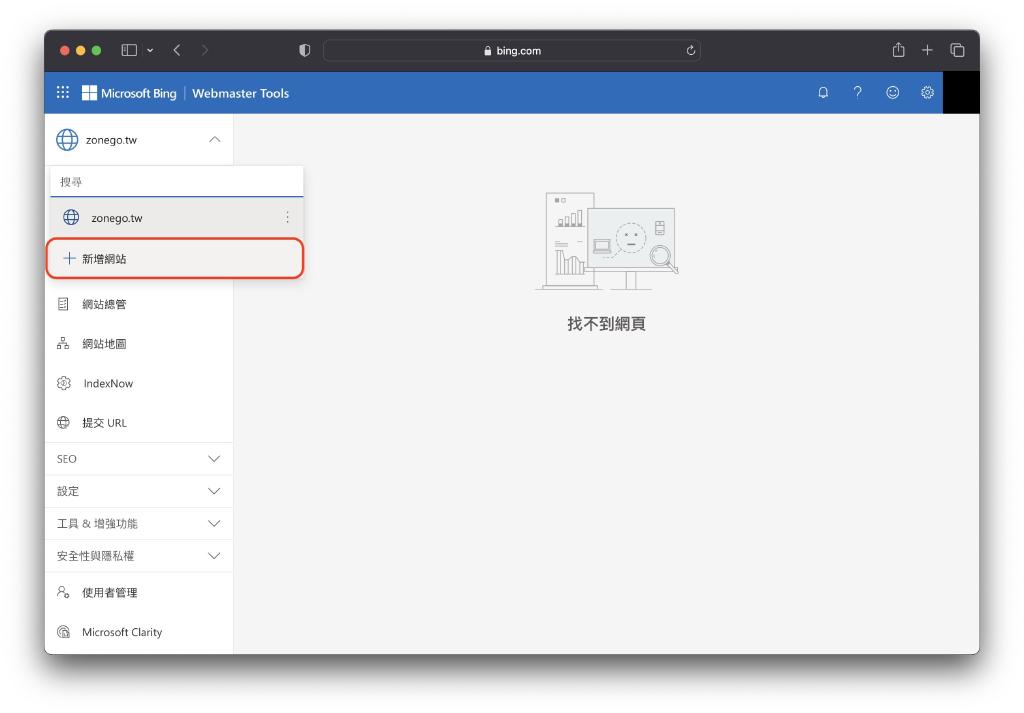 bing.com
Microsoft Bing | Webmaster Tools
zonego.tw
搜尋
zonego.tw
新增網站
網站總管
網站地圖
IndexNow
提交 URL
SEO
設定
工具 & 增強功能
安全性與隱私權
使用者管理
Microsoft Clarity
找不到網頁